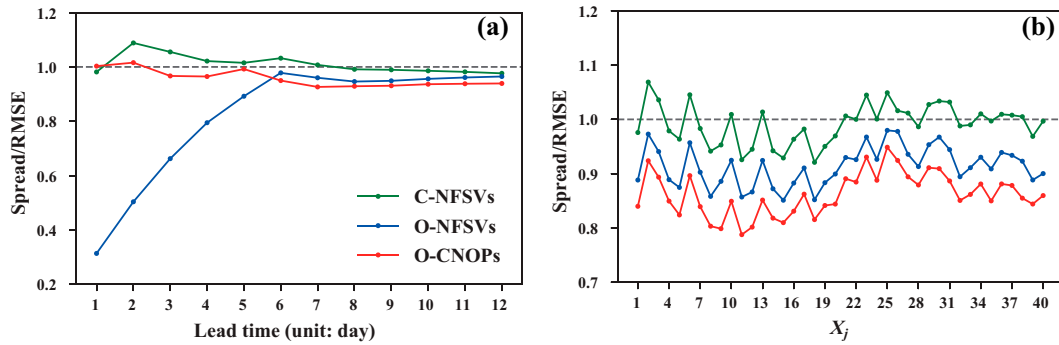 (a)
Spread/RMSE
1.2
1.0
0.8
0.6
0.4
0.2
C-NFSVs
O-NFSVs
O-CNOPs
1 2 3 4 5 6 7 8 9 10 11 12
Lead time (unit: day)
(b)
Spread/RMSE
1.2
1.1
1.0
0.9
0.8
0.7
1 4 7 10 13 16 19 22 25 28 31 34 37 40
Xj